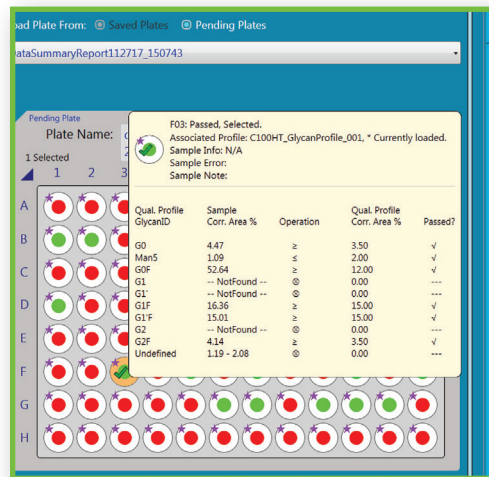 oad Plate From: Saved Plates Pending Plates
DataSummaryReport112717_150743
Pending Plate
Plate Name:
1 Selected
1 2 3
F03: Passed, Selected.
Associated Profile: C100HT_GlycanProfile_001, * Currently loaded.
Sample Info: N/A
Sample Error:
Sample Note:
Qual. Profile Sample Qual. Profile
GlycanID Corr. Area % Operation Corr. Area % Passed?
G0 4.47 ≥ 3.50 √
Man5 1.09 ≤ 2.00 √
G0F 52.64 ≥ 12.00 √
G1 -- NotFound -- ⊗ 0.00 ---
G1' -- NotFound -- ⊗ 0.00 ---
G1F 16.36 ≥ 15.00 √
G1'F 15.01 ≥ 15.00 √
G2 -- NotFound -- ⊗ 0.00 ---
G2F 4.14 ≥ 3.50 √
Undefined 1.19 - 2.08 ⊗ 0.00 ---
A
B
C
D
E
F
G
H